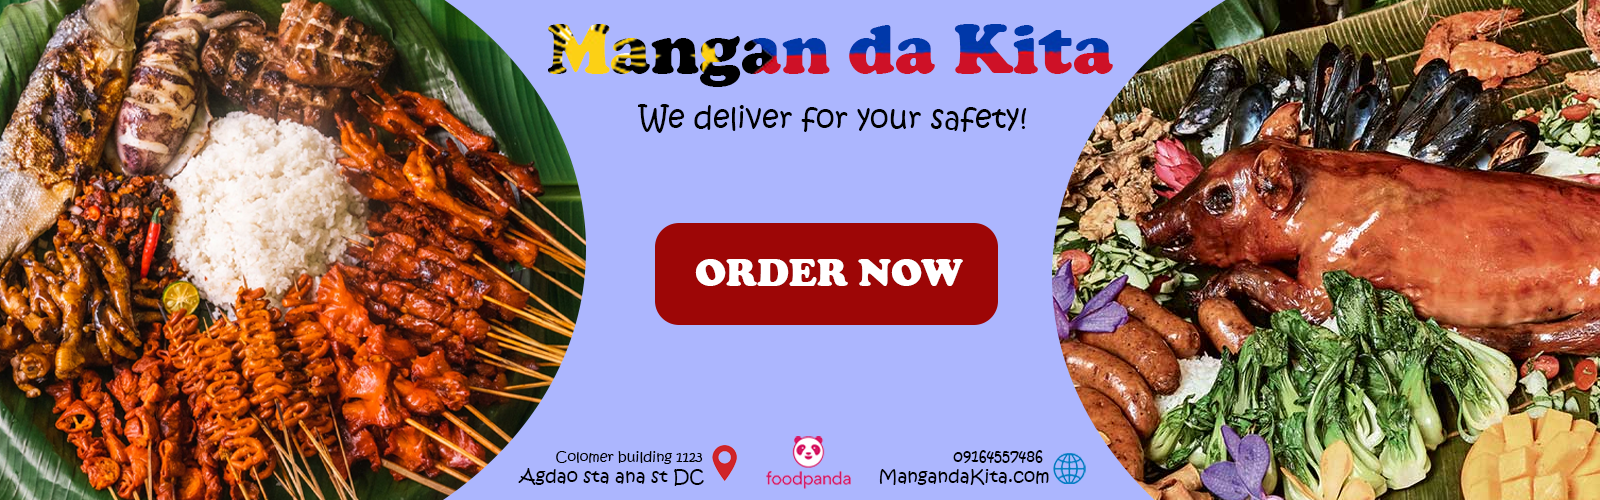 Mangan da Kita
We deliver for your safety!
ORDER NOW
Colomer building 1123
Agdao sta ana st DC
foodpanda
09164557486
MangandaKita.com